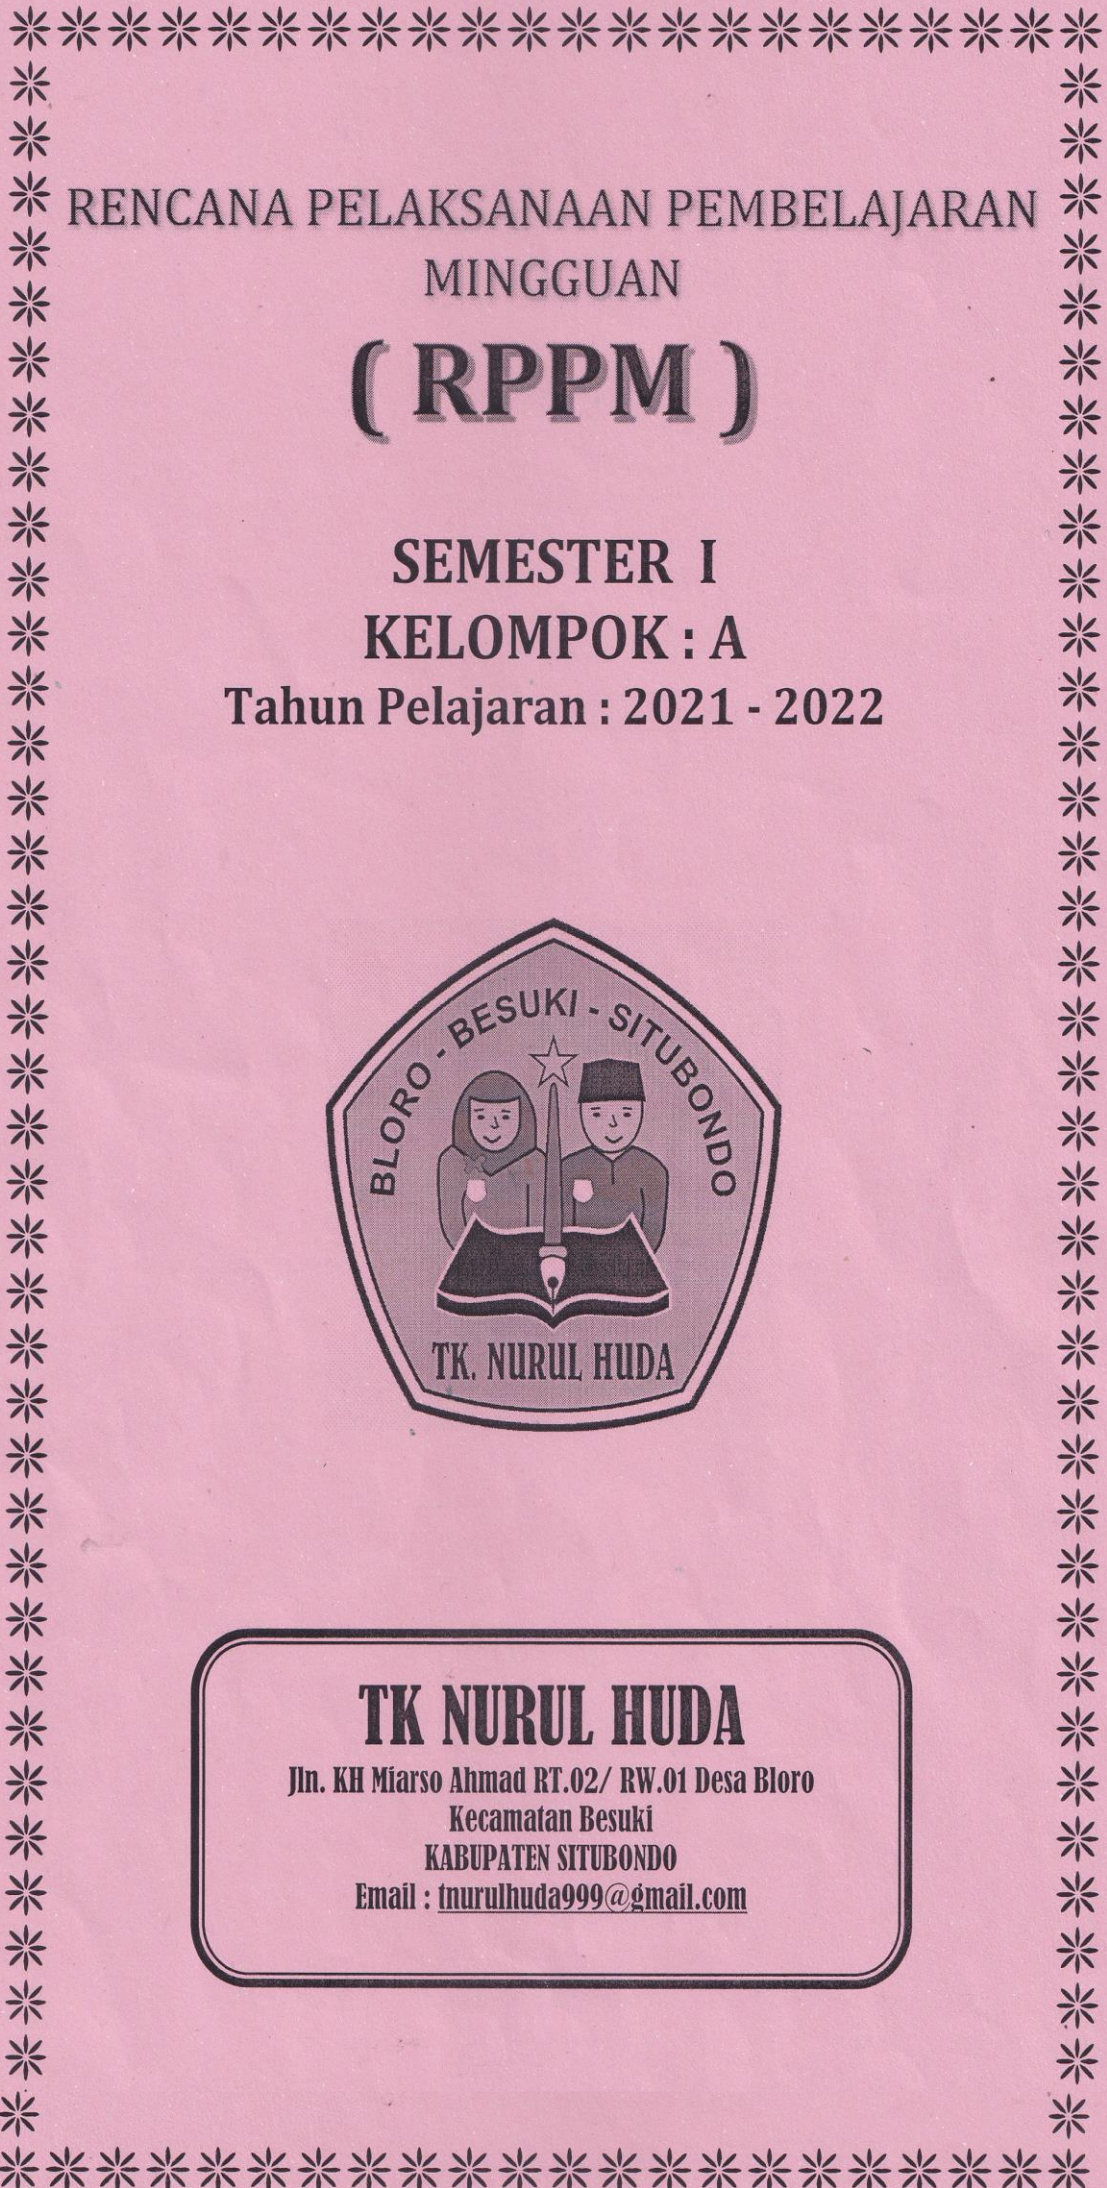 RENCANA PELAKSANAAN PEMBELAJARAN
MINGGUAN
( RPPM )
SEMESTER I
KELOMPOK : A
Tahun Pelajaran : 2021 - 2022
BLORO - BESUKI - SITUBONDO
TK. NURUL HUDA
TK NURUL HUDA
Jln. KH Miarso Ahmad RT.02/ RW.01 Desa Bloro
Kecamatan Besuki
KABUPATEN SITUBONDO
Email : tnurulhuda999@gmail.com